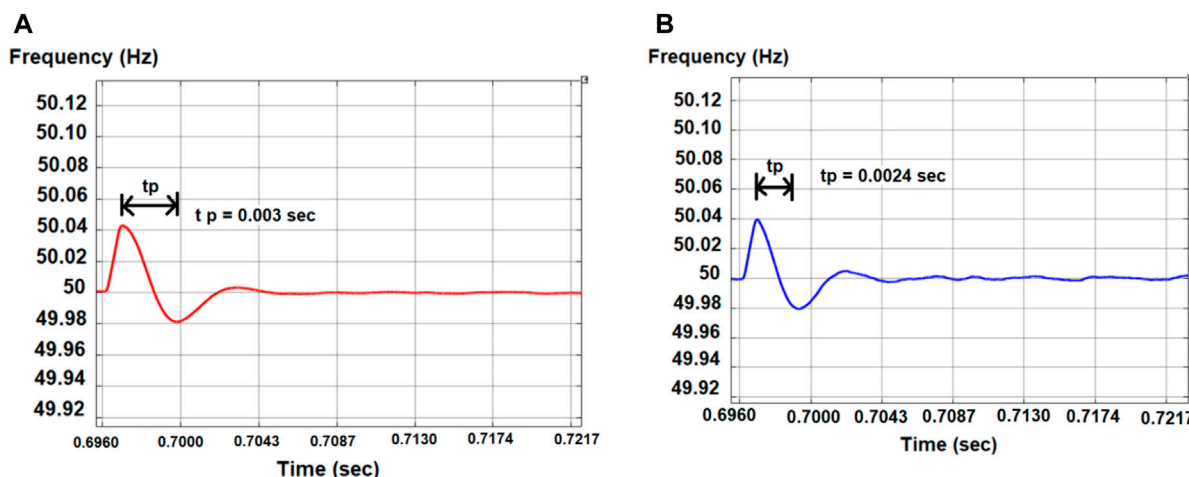 A
Frequency (Hz)
50.12
50.10
50.08
50.06
50.04
50.02
50
49.98
49.96
49.94
49.92
tp
t p = 0.003 sec
0.6960 0.7000 0.7043 0.7087 0.7130 0.7174 0.7217
Time (sec)
B
Frequency (Hz)
50.12
50.10
50.08
50.06
50.04
50.02
50
49.98
49.96
49.94
49.92
tp
tp = 0.0024 sec
0.6960 0.7000 0.7043 0.7087 0.7130 0.7174 0.7217
Time (sec)